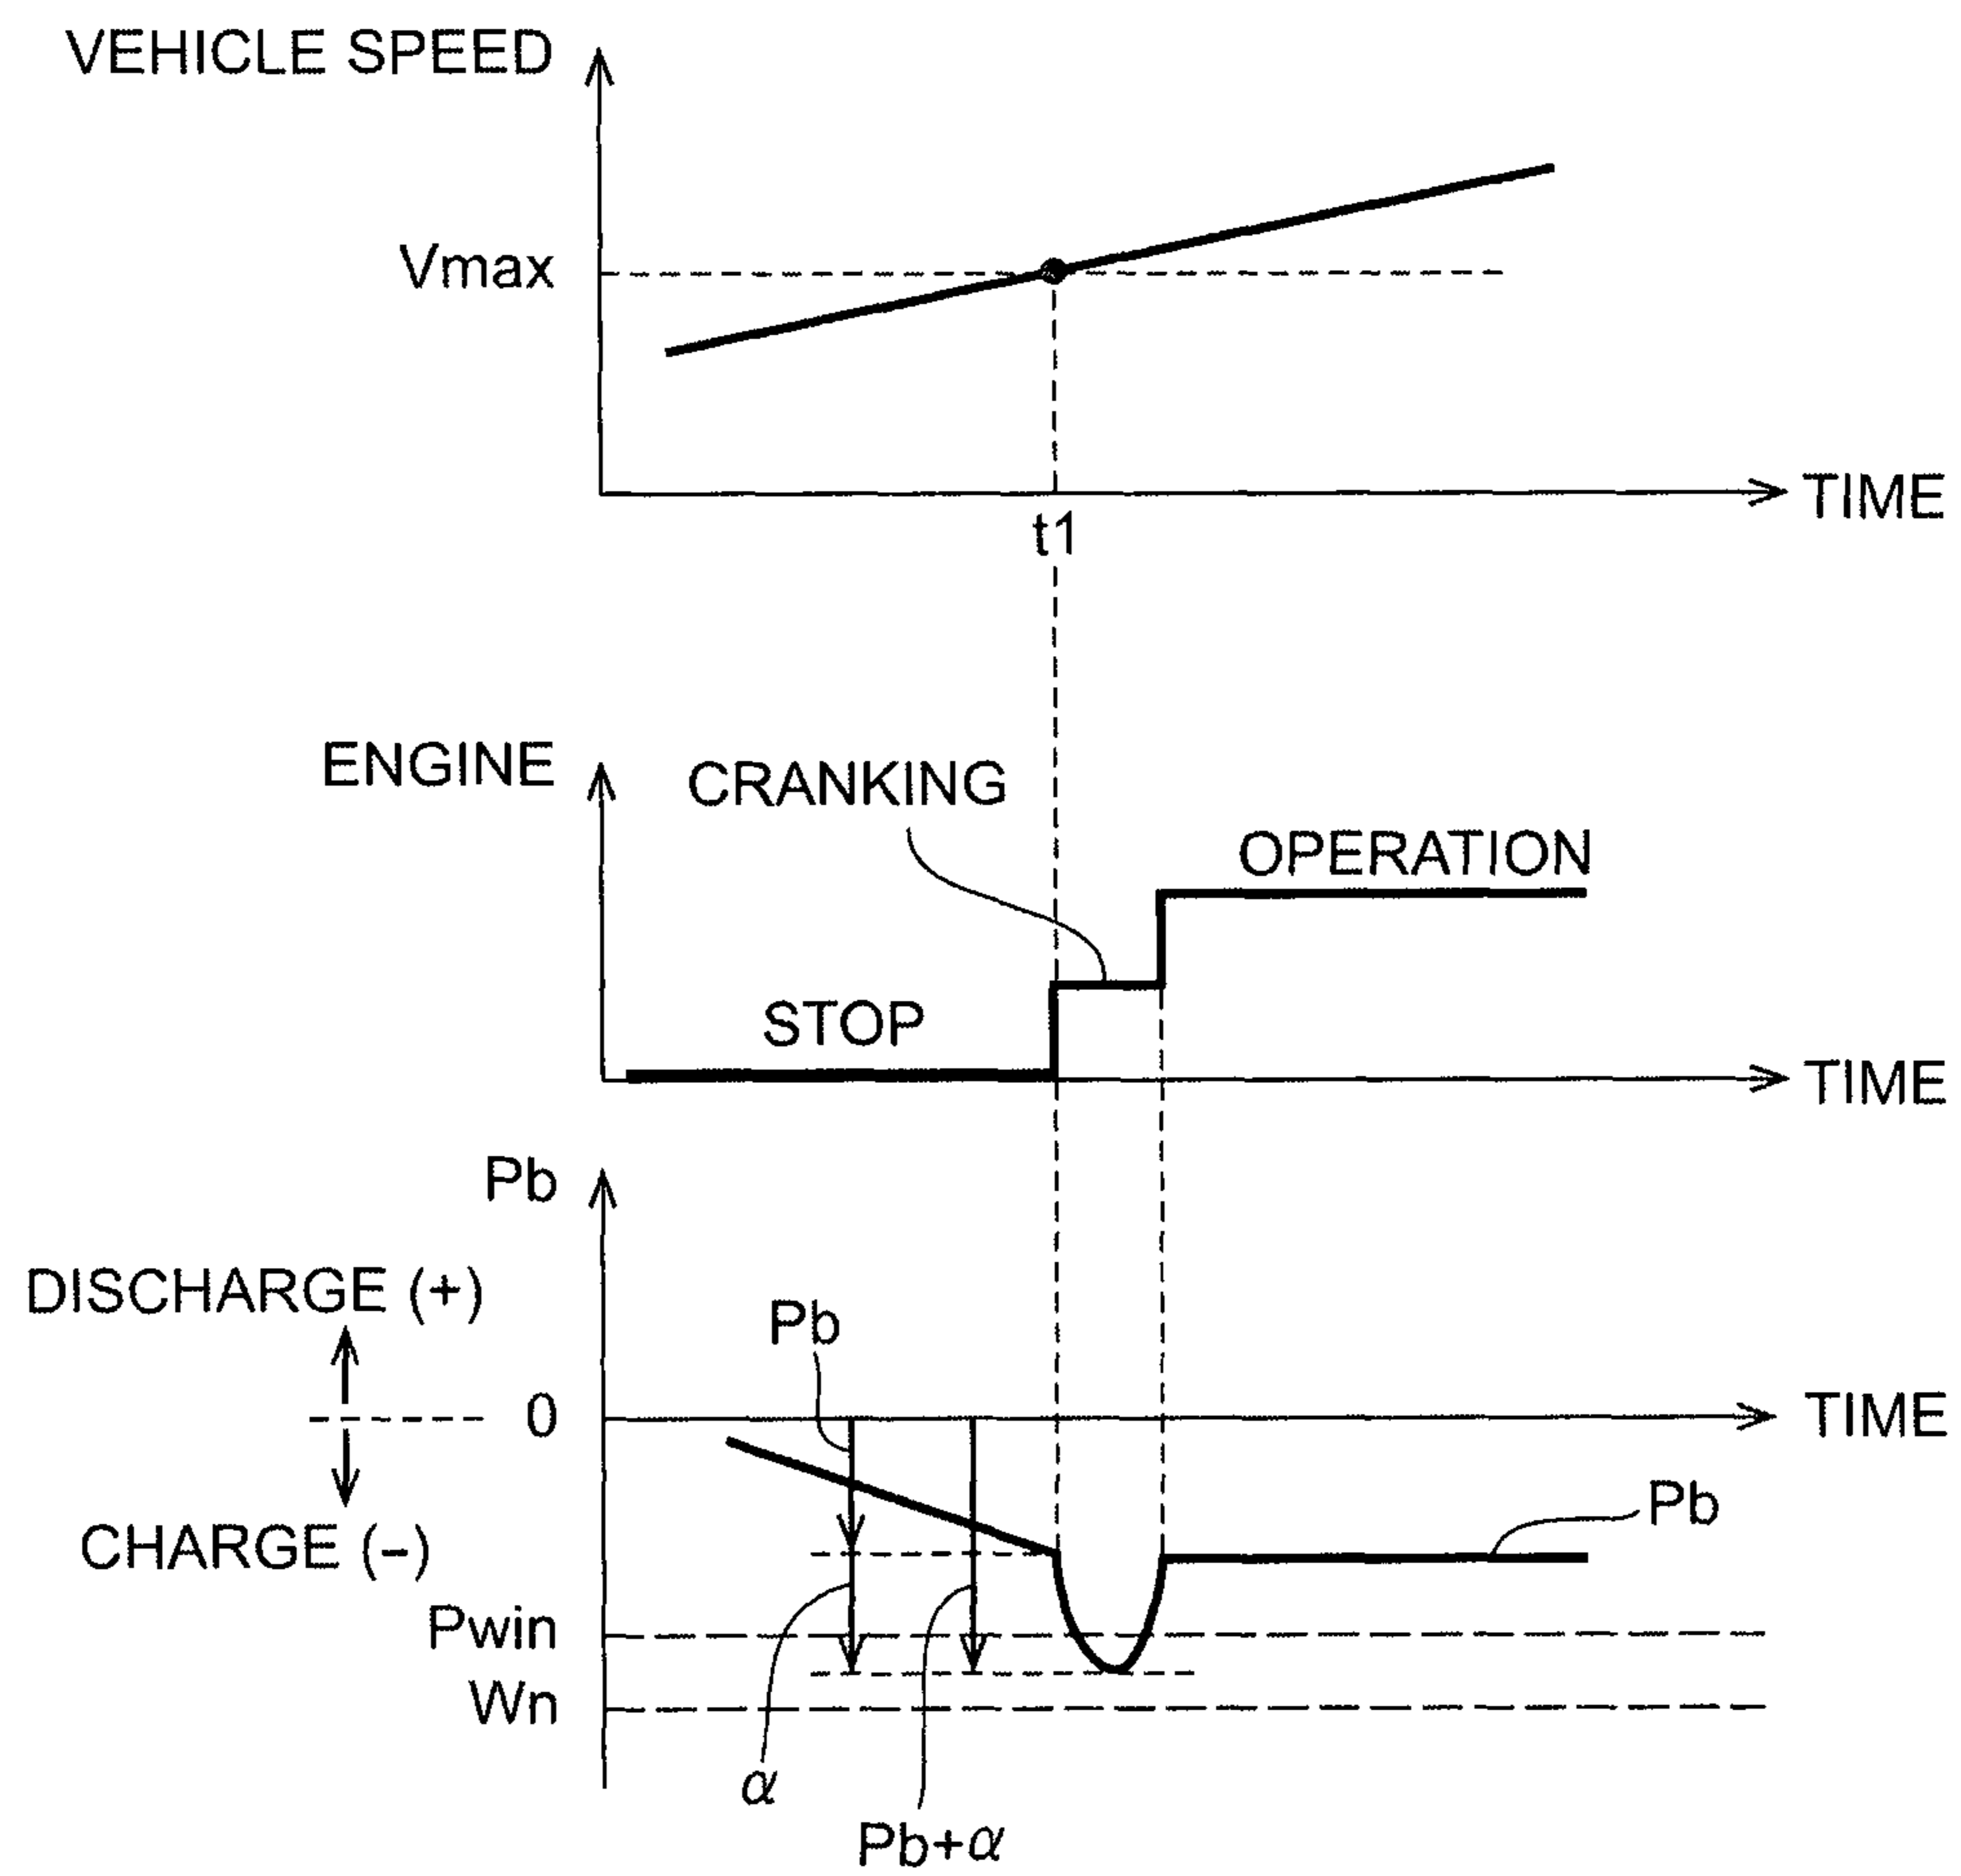 VEHICLE SPEED
Vmax
TIME
t1
ENGINE
CRANKING
OPERATION
STOP
TIME
Pb
DISCHARGE (+)
Pb
0
TIME
CHARGE (-)
Pb
Pwin
Wn
α
Pb+α